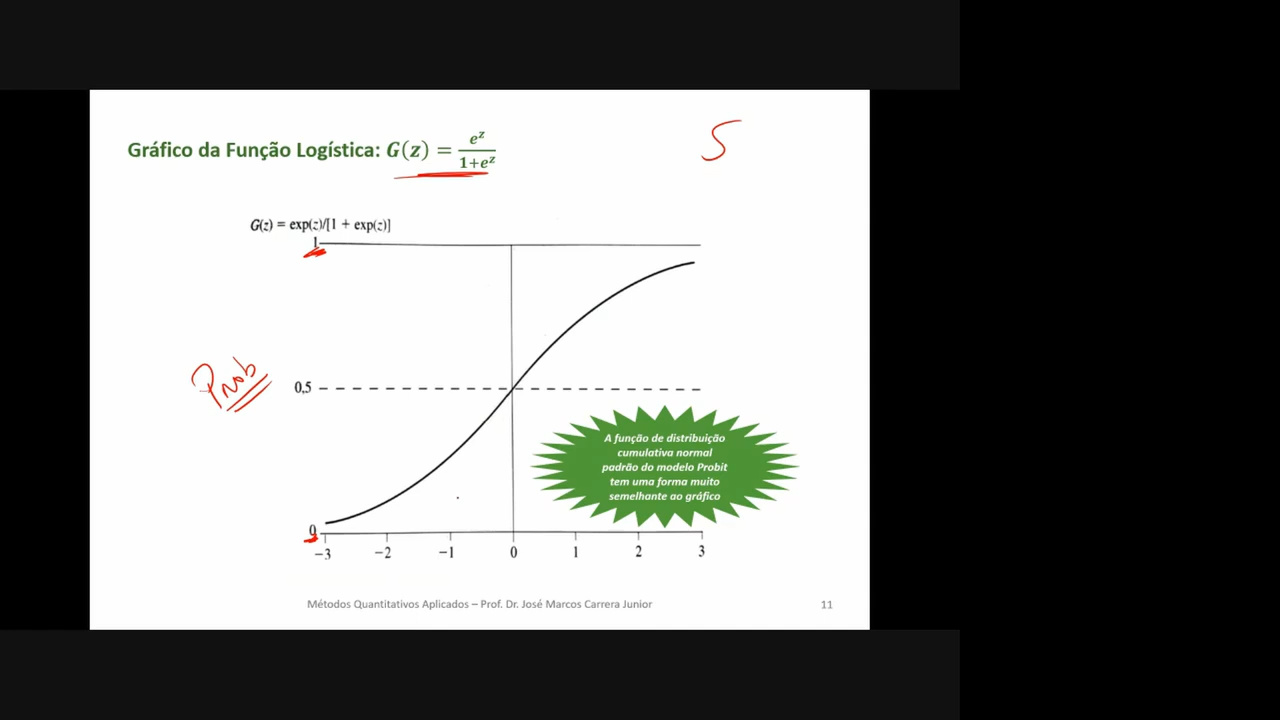 Gráfico da Função Logística: G(z) = e^z / 1+e^z
S
G(z) = exp(z)/[1 + exp(z)]
1
Prob
0,5
A função de distribuição
cumulativa normal
padrão do modelo Probit
tem uma forma muito
semelhante ao gráfico
0
−3 −2 −1 0 1 2 3
Métodos Quantitativos Aplicados – Prof. Dr. José Marcos Carrera Junior 11